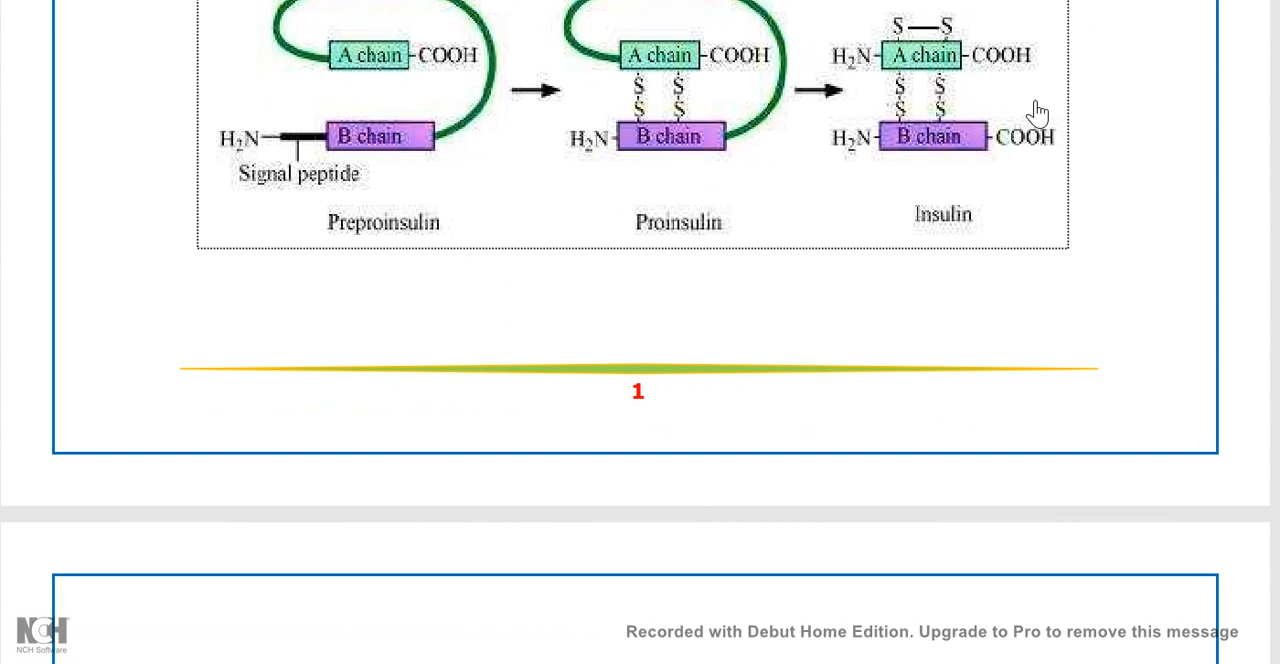 S S
A chain COOH
A chain COOH
H₂N A chain COOH
S S
S S
S S
S S
H₂N B chain
H₂N B chain
H₂N B chain COOH
Signal peptide
Preproinsulin
Proinsulin
Insulin
1
NCH
NCH Software
Recorded with Debut Home Edition. Upgrade to Pro to remove this message